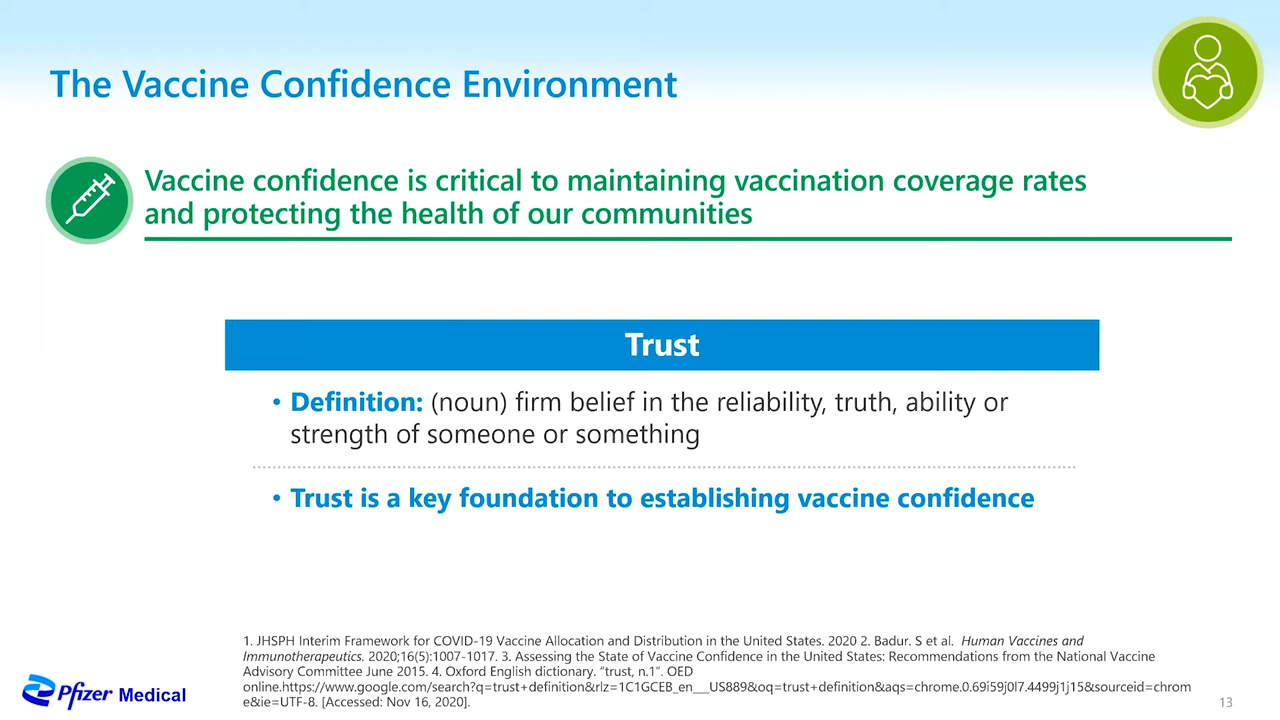 The Vaccine Confidence Environment
Vaccine confidence is critical to maintaining vaccination coverage rates
and protecting the health of our communities
Trust
• Definition: (noun) firm belief in the reliability, truth, ability or
strength of someone or something
• Trust is a key foundation to establishing vaccine confidence
1. JHSPH Interim Framework for COVID-19 Vaccine Allocation and Distribution in the United States. 2020 2. Badur. S et al. Human Vaccines and
Immunotherapeutics. 2020;16(5):1007-1017. 3. Assessing the State of Vaccine Confidence in the United States: Recommendations from the National Vaccine
Advisory Committee June 2015. 4. Oxford English dictionary. “trust, n.1”. OED
online.https://www.google.com/search?q=trust+definition&rlz=1C1GCEB_en___US889&oq=trust+definition&aqs=chrome.0.69i59j0l7.4499j1j15&sourceid=chrom
e&ie=UTF-8. [Accessed: Nov 16, 2020].
Pfizer Medical
13